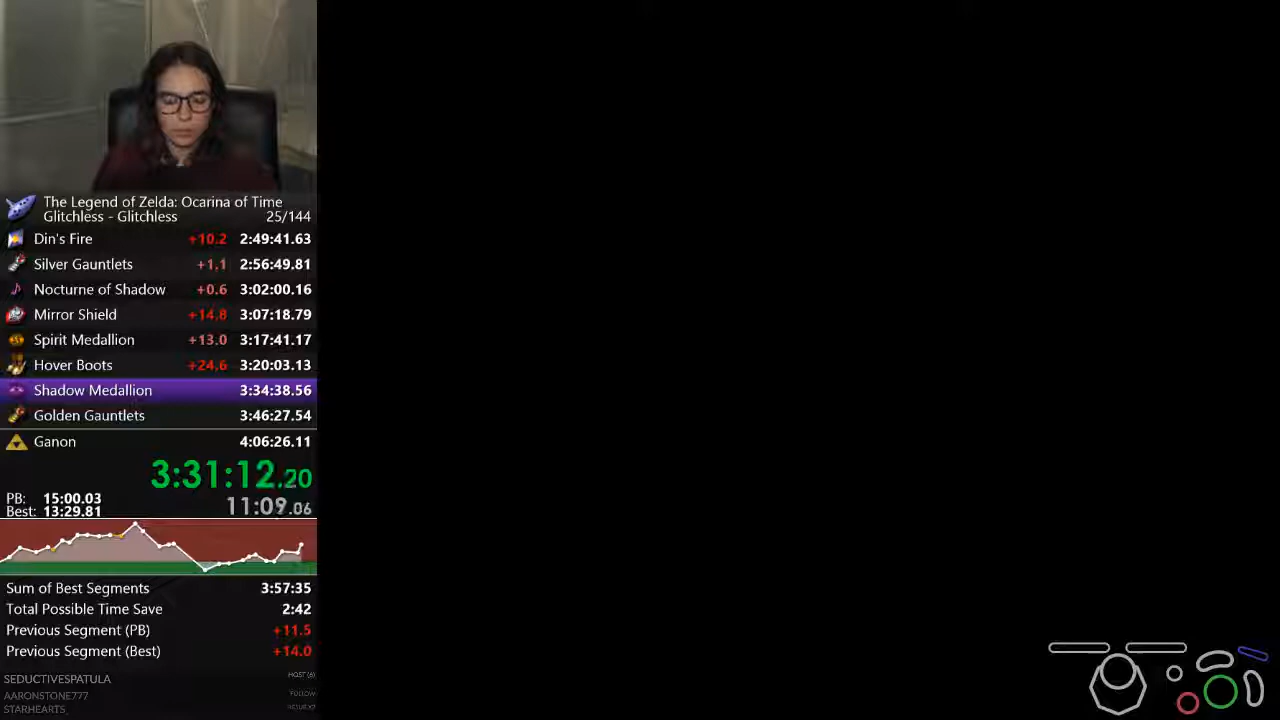 The Legend of Zelda: Ocarina of Time
Glitchless - Glitchless 25/144
Din's Fire +10.2 2:49:41.63
Silver Gauntlets +1.1 2:56:49.81
Nocturne of Shadow +0.6 3:02:00.16
Mirror Shield +14.8 3:07:18.79
Spirit Medallion +13.0 3:17:41.17
Hover Boots +24.6 3:20:03.13
Shadow Medallion 3:34:38.56
Golden Gauntlets 3:46:27.54
Ganon 4:06:26.11
3:31:12.20
PB: 15:00.03
Best: 13:29.81
11:09.06
Sum of Best Segments 3:57:35
Total Possible Time Save 2:42
Previous Segment (PB) +11.5
Previous Segment (Best) +14.0
SEDUCTIVESPATULA HOST (6)
AARONSTONE777 FOLLOW
STARHEARTS_